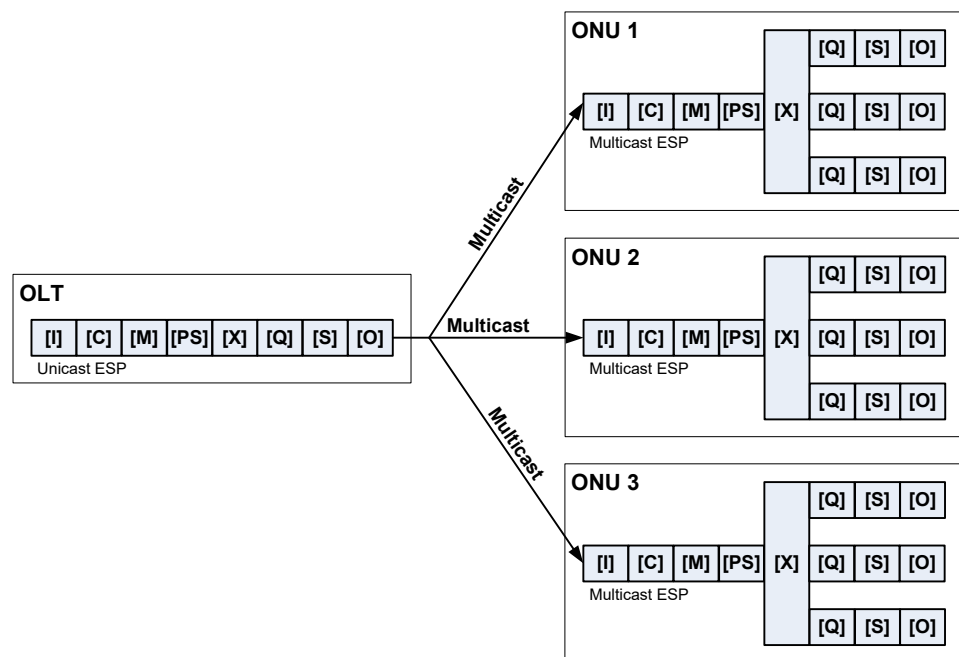 ONU 1
[Q] [S] [O]
[I] [C] [M] [PS] [X] [Q] [S] [O]
Multicast ESP
[Q] [S] [O]
Multicast
ONU 2
[Q] [S] [O]
OLT
Multicast
[I] [C] [M] [PS] [X] [Q] [S] [O]
[I] [C] [M] [PS] [X] [Q] [S] [O]
Unicast ESP
Multicast ESP
[Q] [S] [O]
Multicast
ONU 3
[Q] [S] [O]
[I] [C] [M] [PS] [X] [Q] [S] [O]
Multicast ESP
[Q] [S] [O]